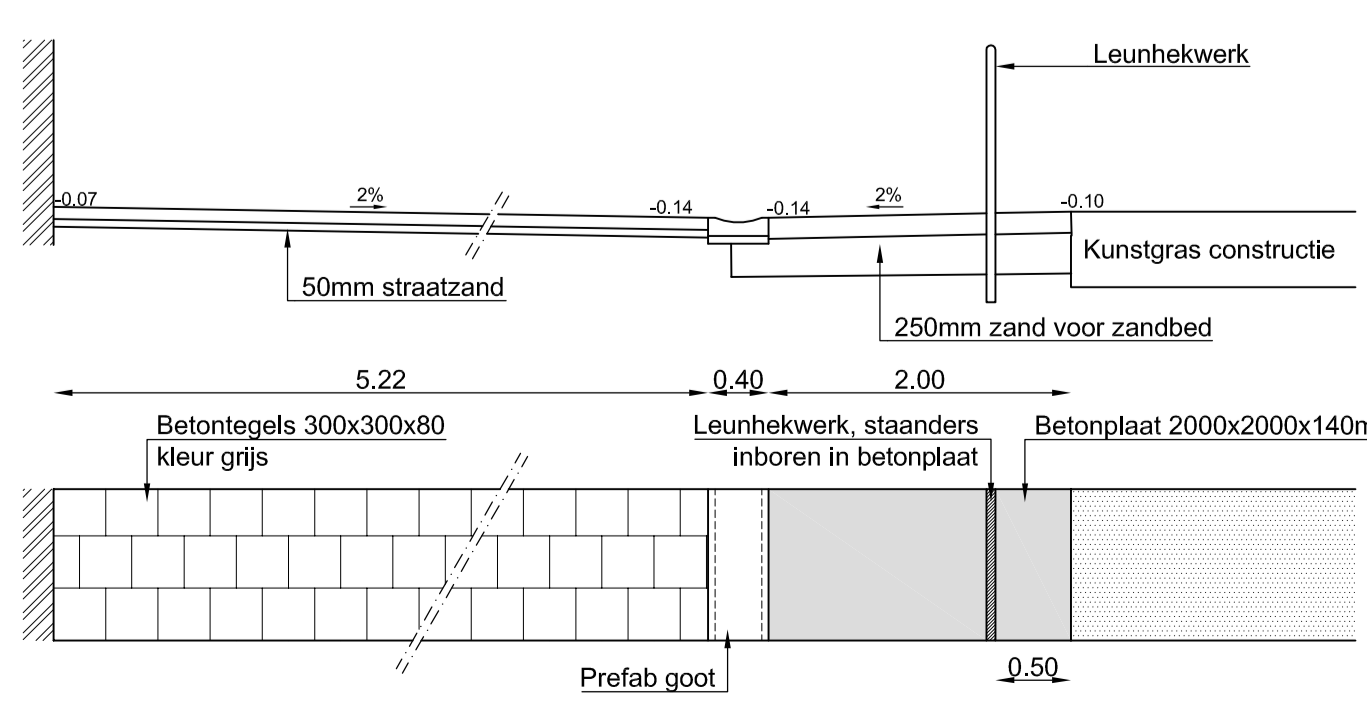 Leunhekwerk
-0.07
2%
-0.14
-0.14
2%
-0.10
Kunstgras constructie
50mm straatzand
250mm zand voor zandbed
5.22
0.40
2.00
Betontegels 300x300x80
kleur grijs
Leunhekwerk, staanders
inboren in betonplaat
Betonplaat 2000x2000x140m
Prefab goot
0.50